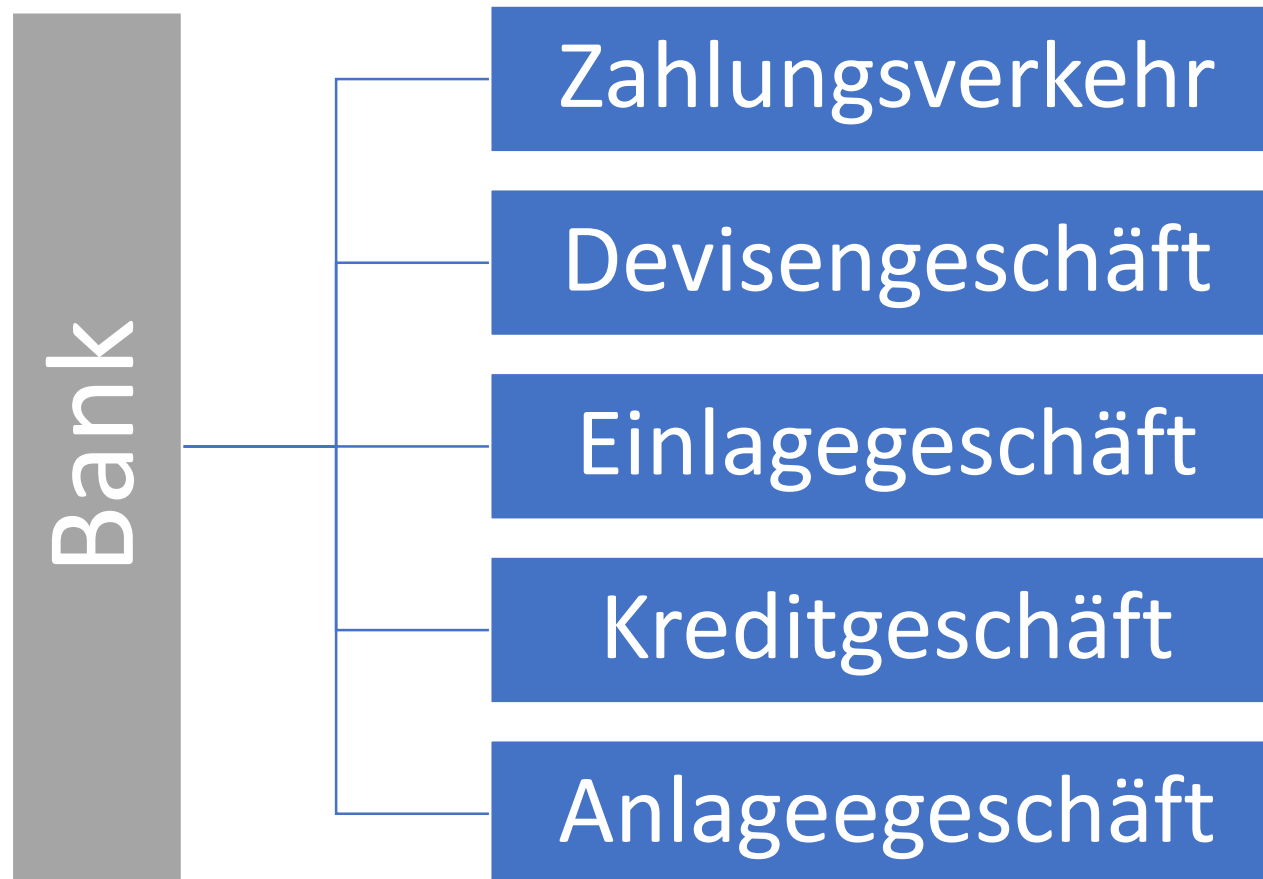 Bank
Zahlungsverkehr
Devisengeschäft
Einlagegeschäft
Kreditgeschäft
Anlageegeschäft